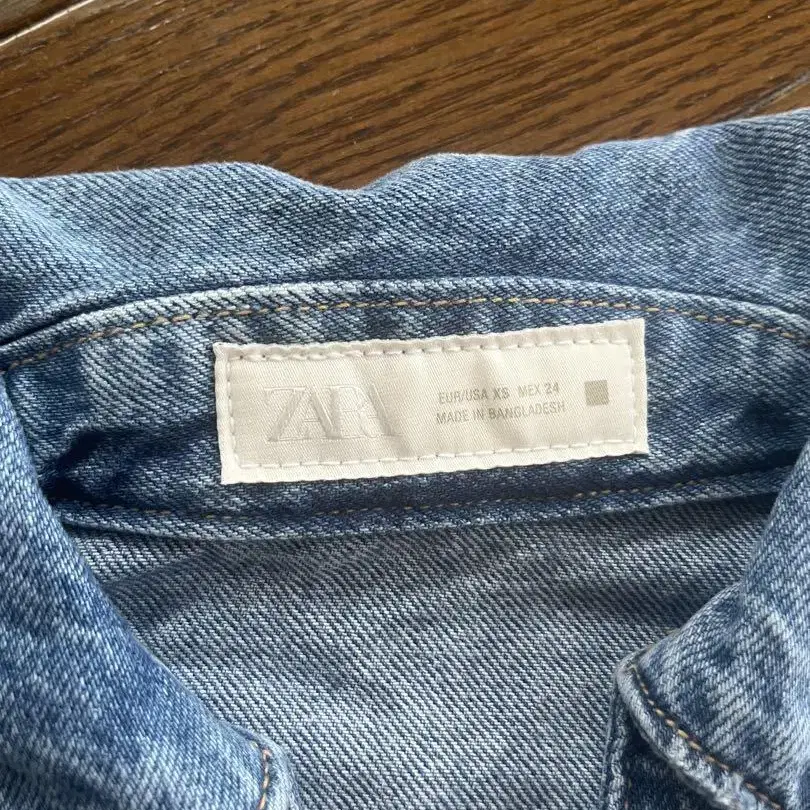 ZARA
EUR/USA XS MEX 24
MADE IN BANGLADESH